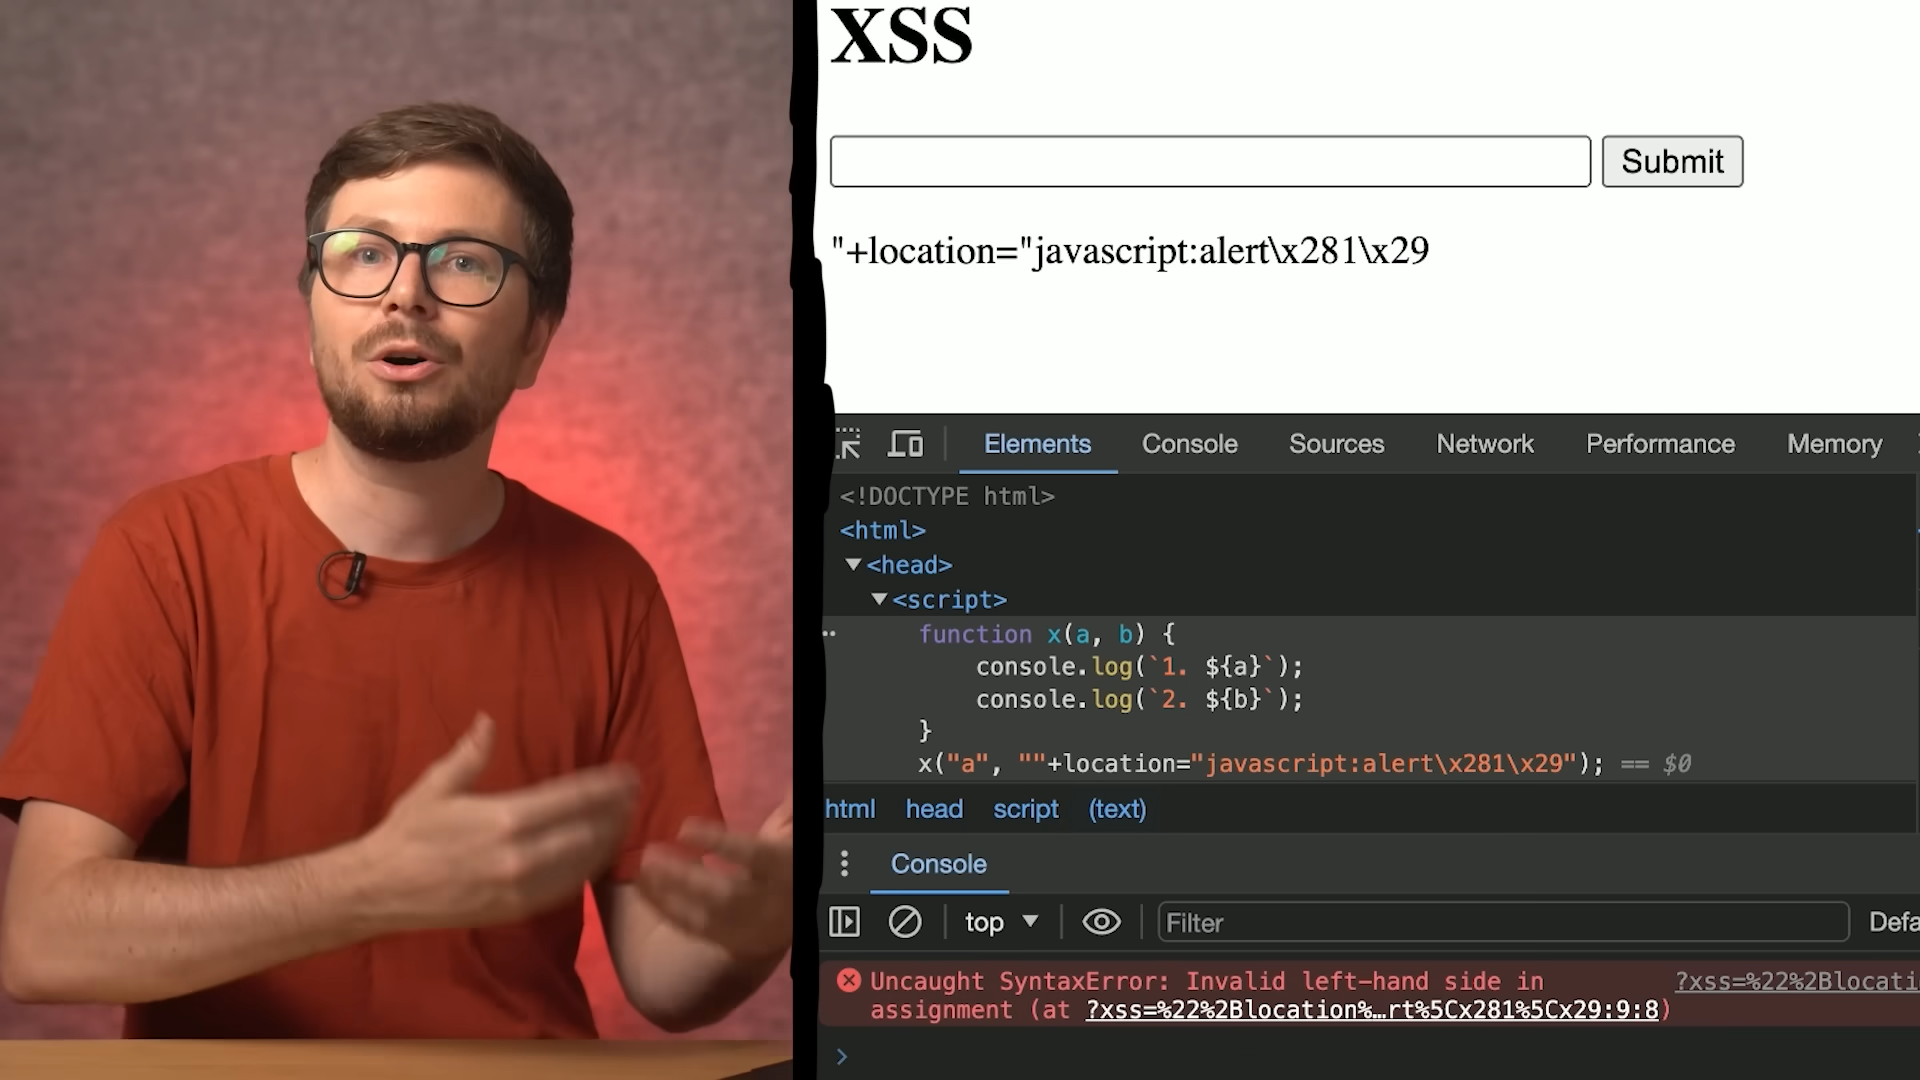 XSS
Submit
"+location="javascript:alert\x281\x29
Elements Console Sources Network Performance Memory
<!DOCTYPE html>
<html>
<head>
<script>
function x(a, b) {
console.log(`1. ${a}`);
console.log(`2. ${b}`);
}
x("a", ""+location="javascript:alert\x281\x29"); == $0
html head script (text)
Console
top Filter Defa
Uncaught SyntaxError: Invalid left-hand side in ?xss=%22%2Blocati
assignment (at ?xss=%22%2Blocation%…rt%5Cx281%5Cx29:9:8)